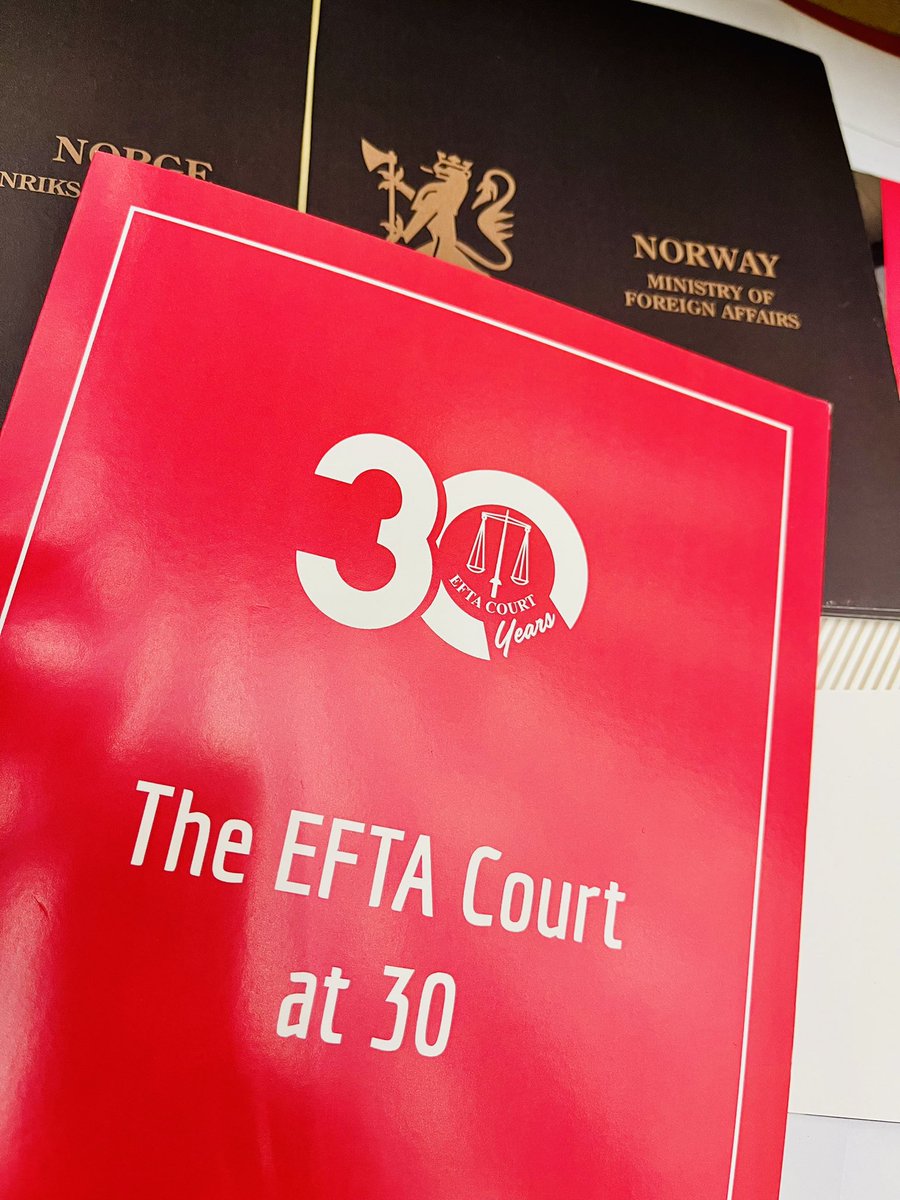 NORGE
NORWAY
MINISTRY OF
FOREIGN AFFAIRS
30
EFTA COURT
Years
The EFTA Court
at 30